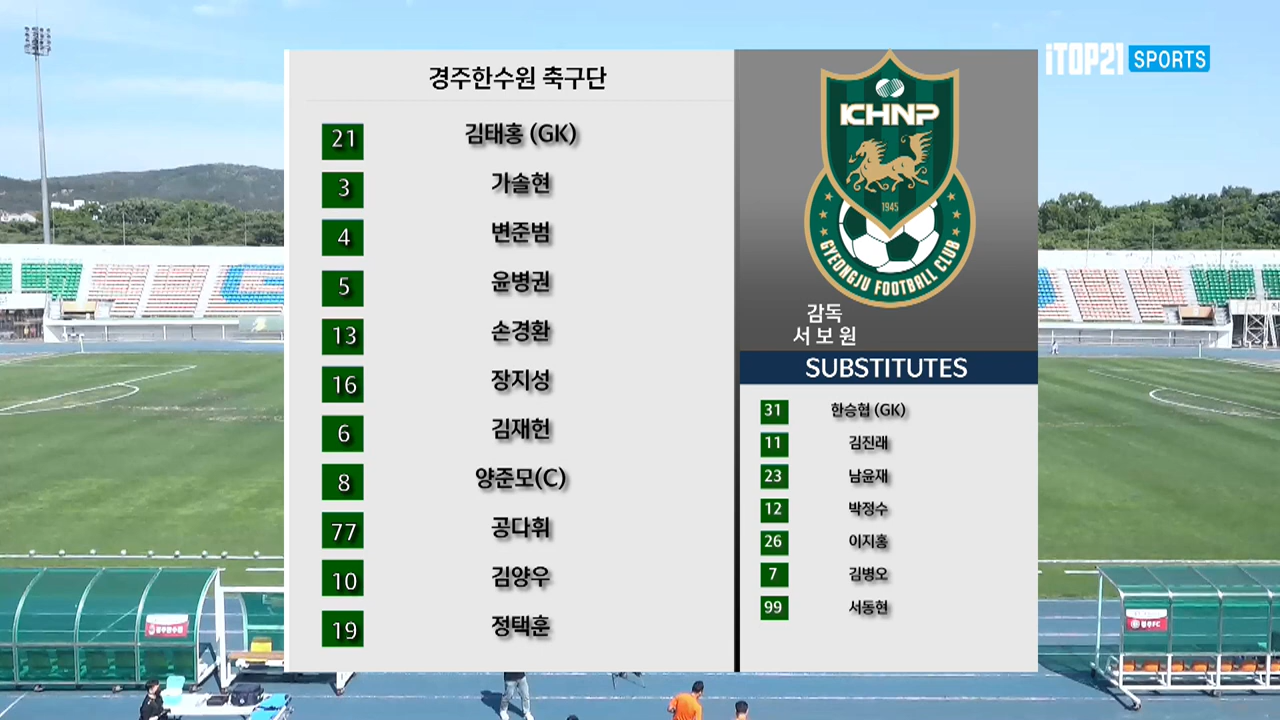 iTOP21 SPORTS
경주한수원 축구단
21 김태홍 (GK)
3 가솔현
4 변준범
5 윤병권
13 손경환
16 장지성
6 김재헌
8 양준모(C)
77 공다휘
10 김양우
19 정택훈
KHNP
1945
GYEONGJU FOOTBALL CLUB
감독
서 보 원
SUBSTITUTES
31 한승협 (GK)
11 김진래
23 남윤재
12 박정수
26 이지홍
7 김병오
99 서동현